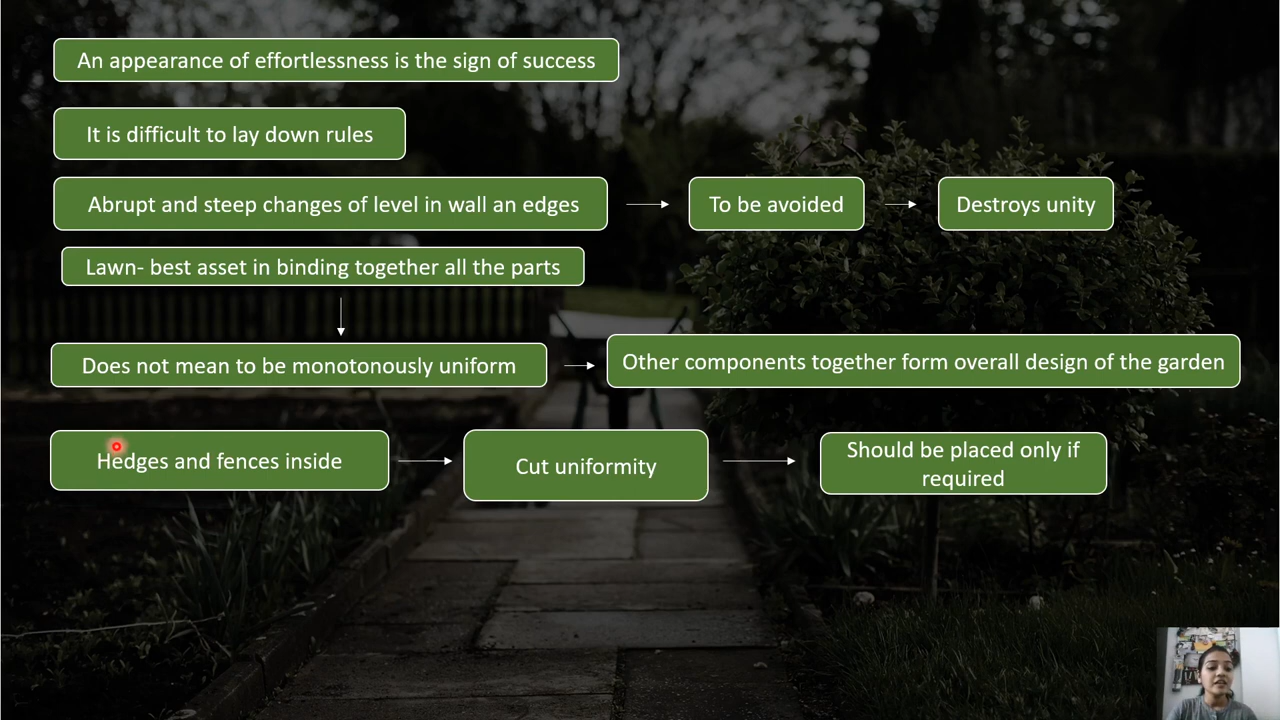 An appearance of effortlessness is the sign of success
It is difficult to lay down rules
Abrupt and steep changes of level in wall an edges
To be avoided
Destroys unity
Lawn- best asset in binding together all the parts
Does not mean to be monotonously uniform
Other components together form overall design of the garden
Hedges and fences inside
Cut uniformity
Should be placed only if
required